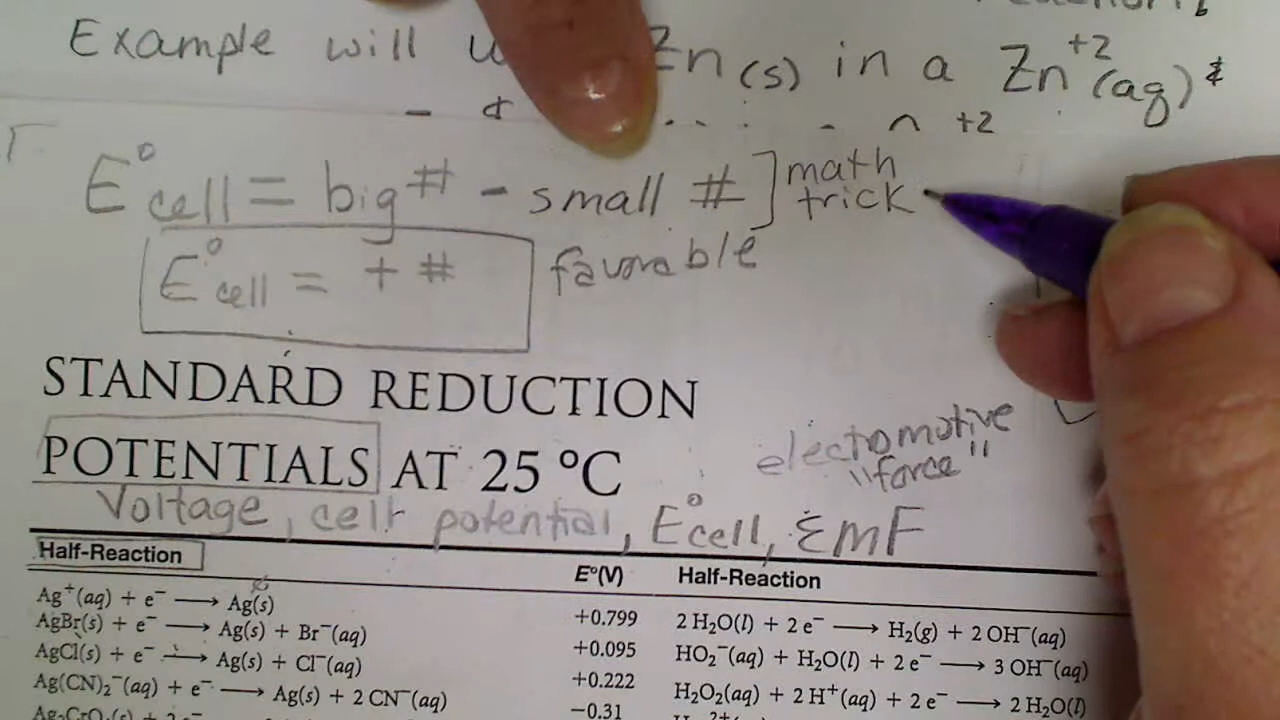 Example will Zn(s) in a Zn+2(aq) &
+2
E°cell = big # - small # ] math trick
E°cell = + # favorable
STANDARD REDUCTION
POTENTIALS AT 25 °C
electromotive
"force"
Voltage, cell potential, E°cell, EmF
Half-Reaction E°(V) Half-Reaction
Ag⁺(aq) + e⁻ ⟶ Ag(s) +0.799 2 H₂O(l) + 2 e⁻ ⟶ H₂(g) + 2 OH⁻(aq)
AgBr(s) + e⁻ ⟶ Ag(s) + Br⁻(aq) +0.095 HO₂⁻(aq) + H₂O(l) + 2 e⁻ ⟶ 3 OH⁻(aq)
AgCl(s) + e⁻ ⟶ Ag(s) + Cl⁻(aq) +0.222 H₂O₂(aq) + 2 H⁺(aq) + 2 e⁻ ⟶ 2 H₂O(l)
Ag(CN)₂⁻(aq) + e⁻ ⟶ Ag(s) + 2 CN⁻(aq) −0.31